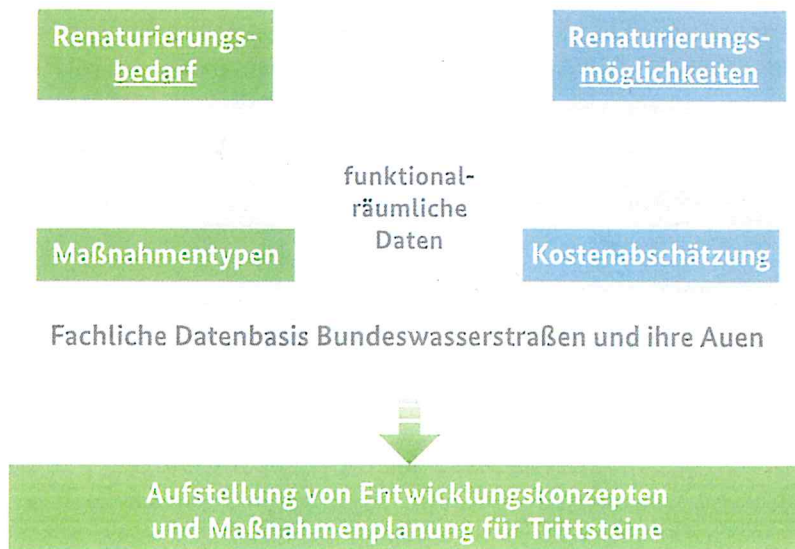 Renaturierungs-
bedarf
Renaturierungs-
möglichkeiten
funktional-
räumliche
Daten
Maßnahmentypen
Kostenabschätzung
Fachliche Datenbasis Bundeswasserstraßen und ihre Auen
Aufstellung von Entwicklungskonzepten
und Maßnahmenplanung für Trittsteine